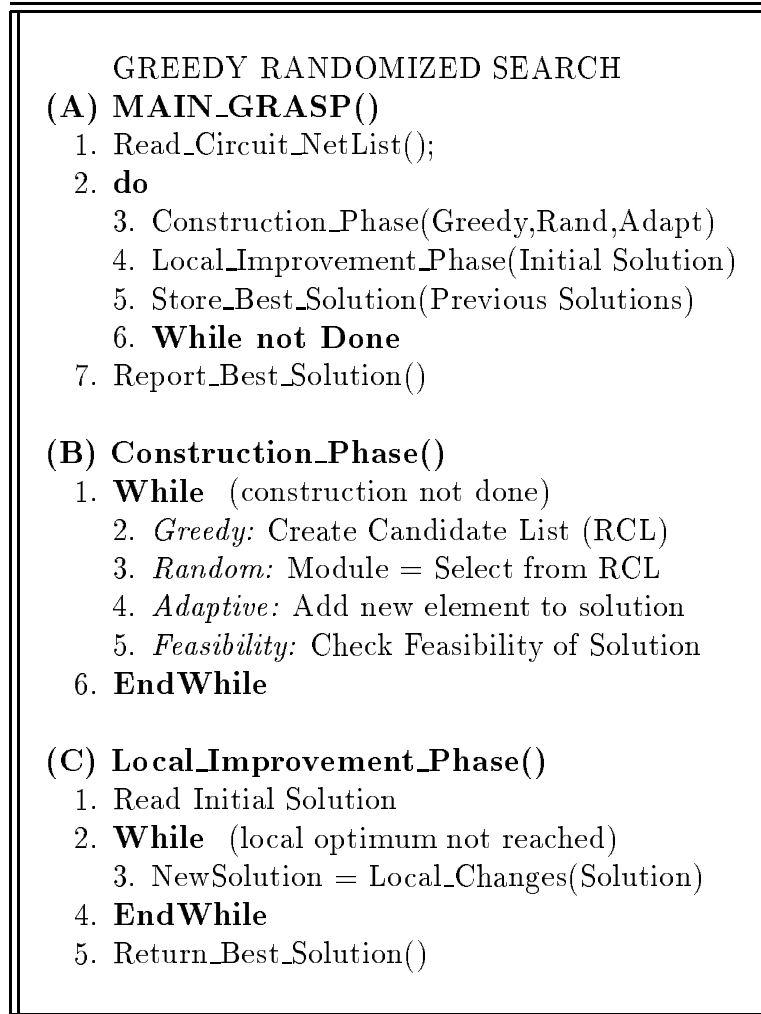 GREEDY RANDOMIZED SEARCH
(A) MAIN_GRASP()
1. Read_Circuit_NetList();
2. do
3. Construction_Phase(Greedy,Rand,Adapt)
4. Local_Improvement_Phase(Initial Solution)
5. Store_Best_Solution(Previous Solutions)
6. While not Done
7. Report_Best_Solution()
(B) Construction_Phase()
1. While (construction not done)
2. Greedy: Create Candidate List (RCL)
3. Random: Module = Select from RCL
4. Adaptive: Add new element to solution
5. Feasibility: Check Feasibility of Solution
6. EndWhile
(C) Local_Improvement_Phase()
1. Read Initial Solution
2. While (local optimum not reached)
3. NewSolution = Local_Changes(Solution)
4. EndWhile
5. Return_Best_Solution()